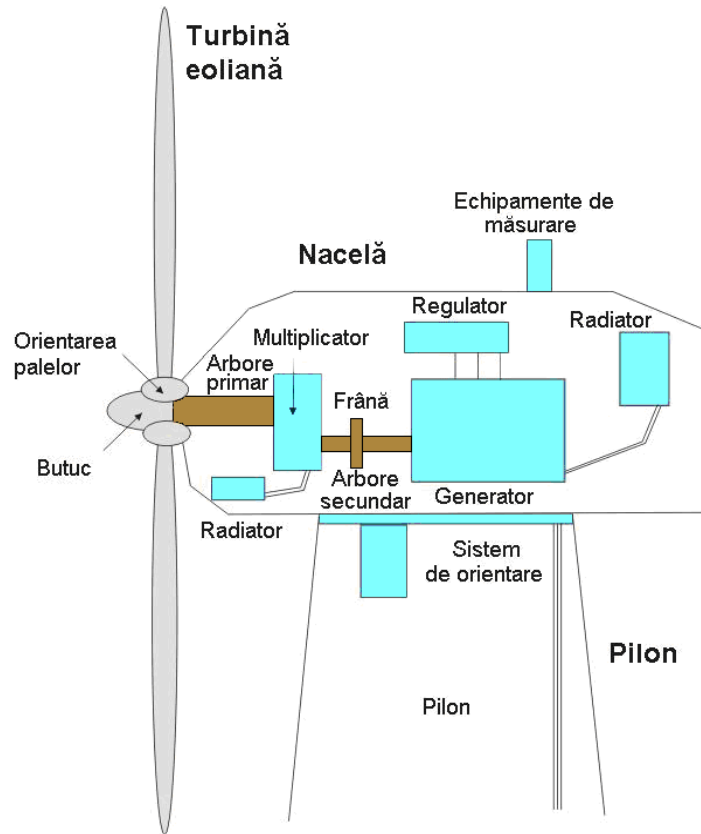 Turbină
eoliană
Echipamente de
măsurare
Nacelă
Regulator
Radiator
Orientarea
palelor
Multiplicator
Arbore
primar
Frână
Butuc
Arbore
secundar
Generator
Radiator
Sistem
de orientare
Pilon
Pilon